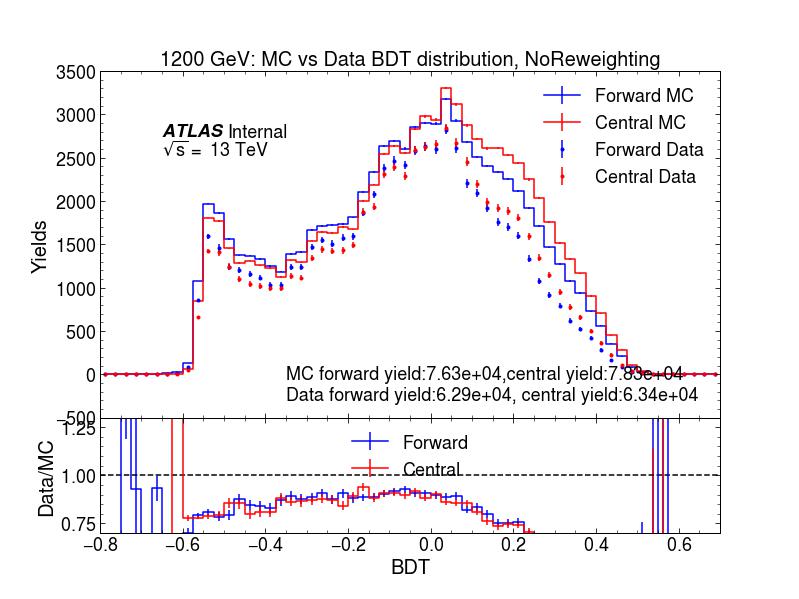 1200 GeV: MC vs Data BDT distribution, NoReweighting
3500
3000
2500
2000
1500
1000
500
0
−500
Yields
ATLAS Internal
√s = 13 TeV
Forward MC
Central MC
Forward Data
Central Data
MC forward yield:7.63e+04,central yield:7.83e+04
Data forward yield:6.29e+04, central yield:6.34e+04
1.25
1.00
0.75
Data/MC
Forward
Central
−0.8 −0.6 −0.4 −0.2 0.0 0.2 0.4 0.6
BDT